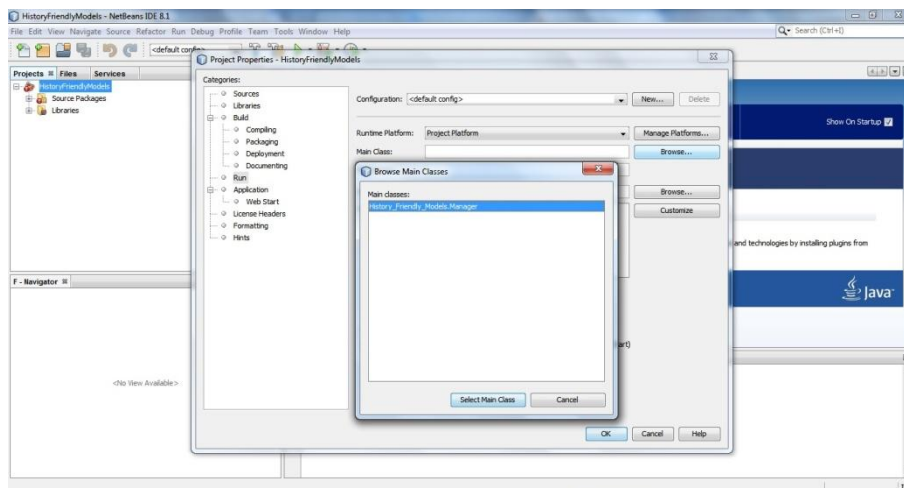 HistoryFriendlyModels - NetBeans IDE 8.1
File Edit View Navigate Source Refactor Run Debug Profile Team Tools Window Help
Search (Ctrl+I)
<default
Projects Files Services
HistoryFriendlyModels
Source Packages
Libraries
Project Properties - HistoryFriendlyModels
Categories:
Sources
Libraries
Build
Compiling
Packaging
Deployment
Documenting
Run
Application
Web Start
License Headers
Formatting
Hints
Configuration: <default config> New... Delete
Runtime Platform: Project Platform Manage Platforms...
Main Class: Browse...
Browse...
Customize
Browse Main Classes
Main classes:
History_Friendly_Models.Manager
Select Main Class Cancel
OK Cancel Help
Show On Startup
and technologies by installing plugins from
Java
F - Navigator
<No View Available>